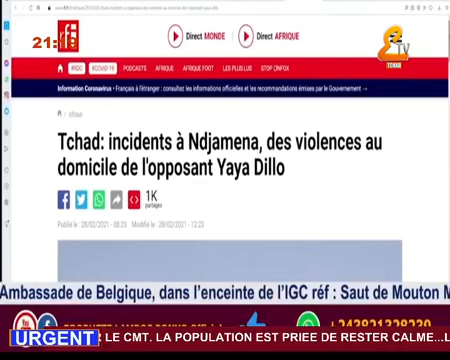 rfi
Direct MONDE
Direct AFRIQUE
TV
TCHAD
#RDC
#COVID-19
PODCASTS
AFRIQUE
AFRIQUE FOOT
LES PLUS LUS
STOP L'INFOX
Information Coronavirus • Français à l'étranger : consultez les informations officielles et les recommandations émises par le Gouvernement
/ Afrique
Tchad: incidents à Ndjamena, des violences au
domicile de l'opposant Yaya Dillo
1K
partages
Publié le : 28/02/2021 - 08:23
Modifié le : 28/02/2021 - 12:23
Ambassade de Belgique, dans l'enceinte de l'IGC réf : Saut de Mouton M
URGENT
LE CMT. LA POPULATION EST PRIEE DE RESTER CALME...L